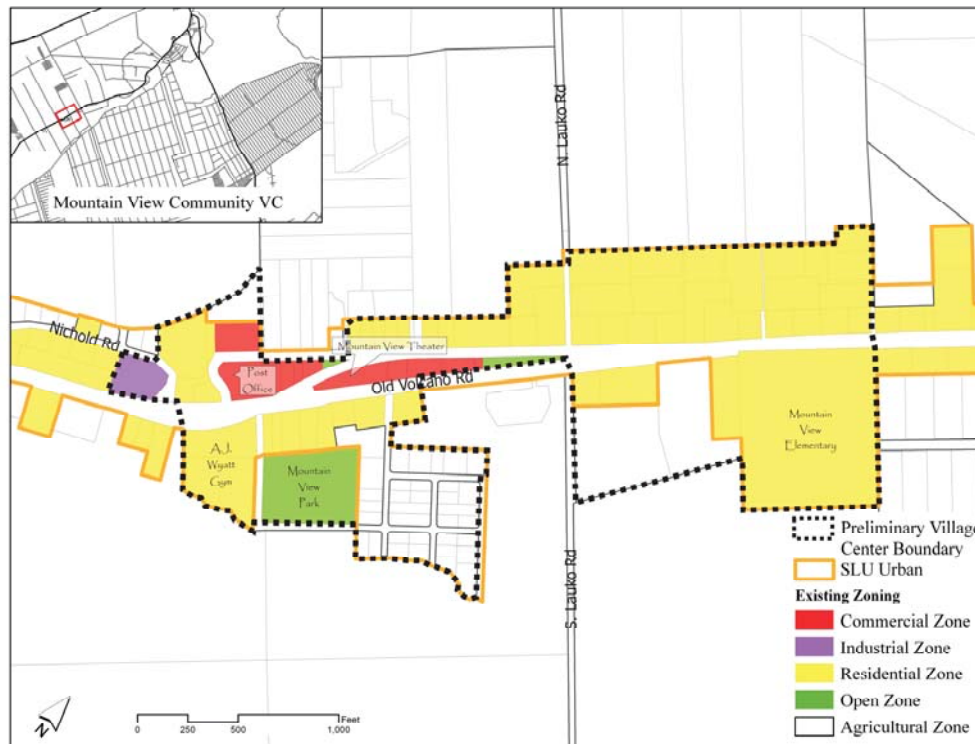 Mountain View Community VC
N. Lauko Rd
Nichold Rd
Mountain View Theater
Post
Office
Old Volcano Rd
A.J.
Wyatt
Gym
Mountain
View
Park
Mountain
View
Elementary
S. Lauko Rd
Preliminary Village
Center Boundary
SLU Urban
Existing Zoning
Commercial Zone
Industrial Zone
Residential Zone
Open Zone
Agricultural Zone
N
Feet
0 250 500 1,000